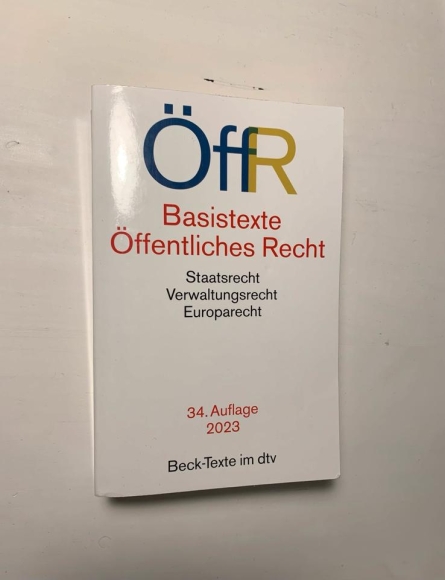 ÖffR
Basistexte
Öffentliches Recht
Staatsrecht
Verwaltungsrecht
Europarecht
34. Auflage
2023
Beck-Texte im dtv